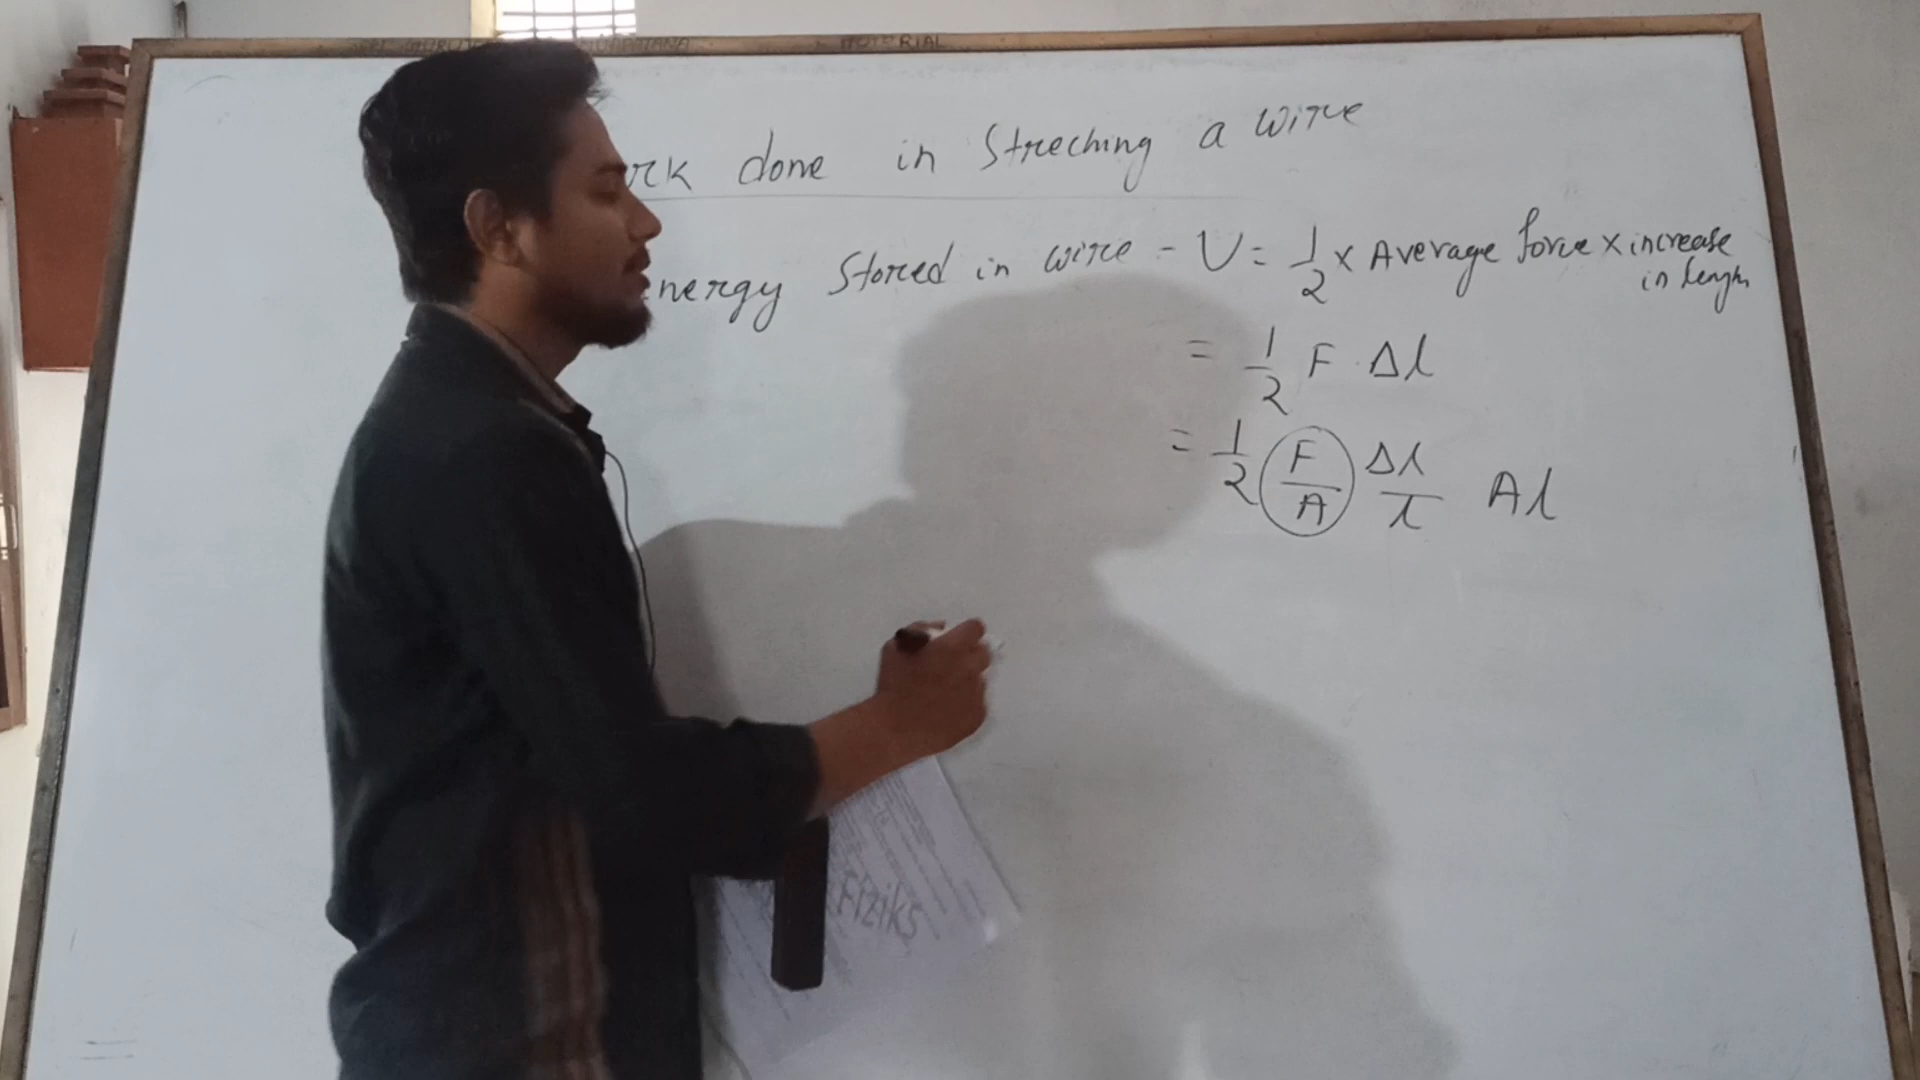 rk done in Streching a wire
nergy Stored in wire - U = 1/2 x Average force x increase in length
= 1/2 F . Δl
= 1/2 F/A Δl/l Al
Fiziks